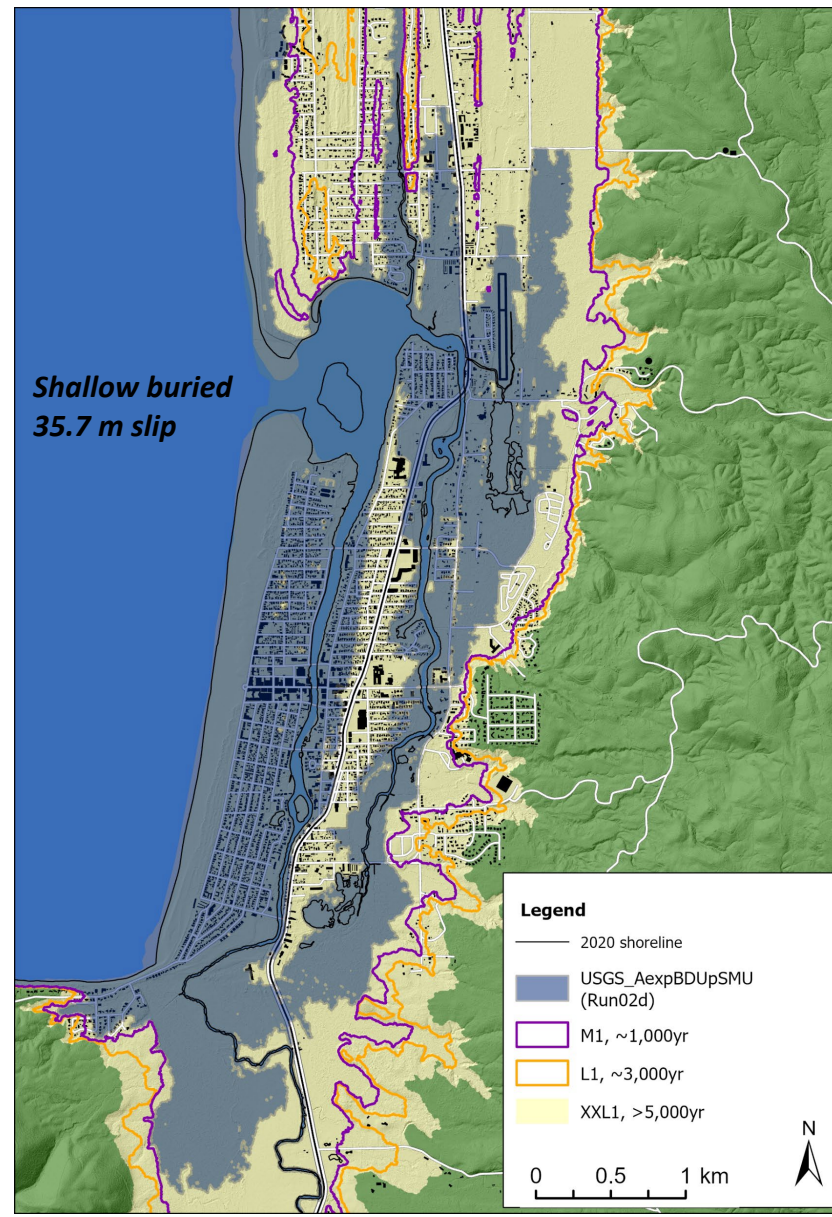 Shallow buried
35.7 m slip
Legend
2020 shoreline
USGS_AexpBDUpSMU
(Run02d)
M1, ~1,000yr
L1, ~3,000yr
XXL1, >5,000yr
N
0 0.5 1 km